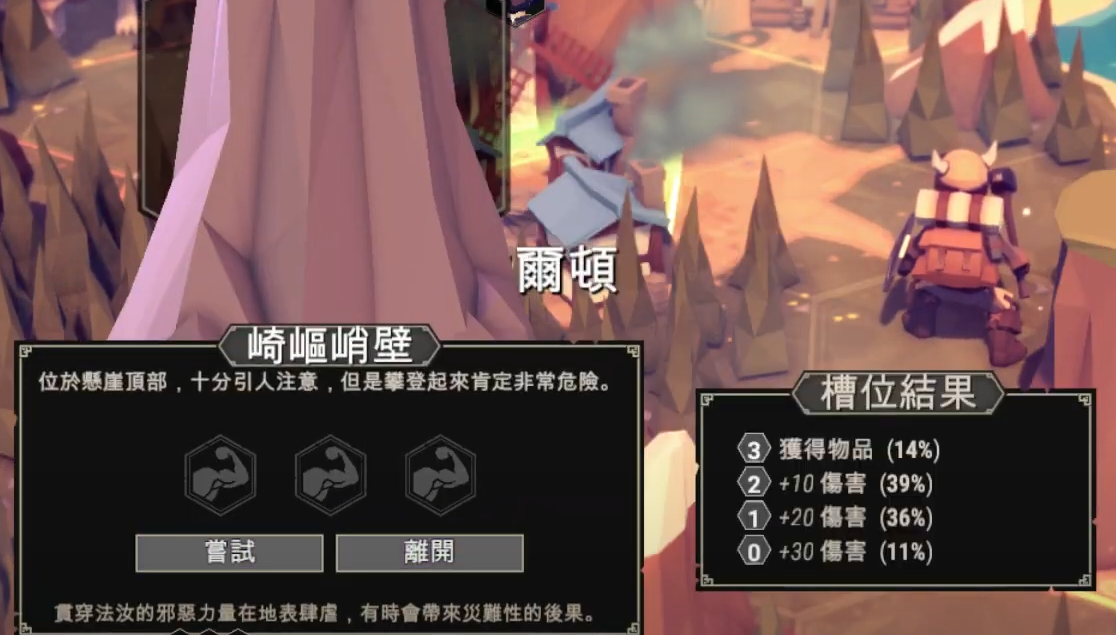 爾頓
崎嶇峭壁
位於懸崖頂部，十分引人注意，但是攀登起來肯定非常危險。
嘗試
離開
貫穿法汝的邪惡力量在地表肆虐，有時會帶來災難性的後果。
槽位結果
3 獲得物品 (14%)
2 +10 傷害 (39%)
1 +20 傷害 (36%)
0 +30 傷害 (11%)